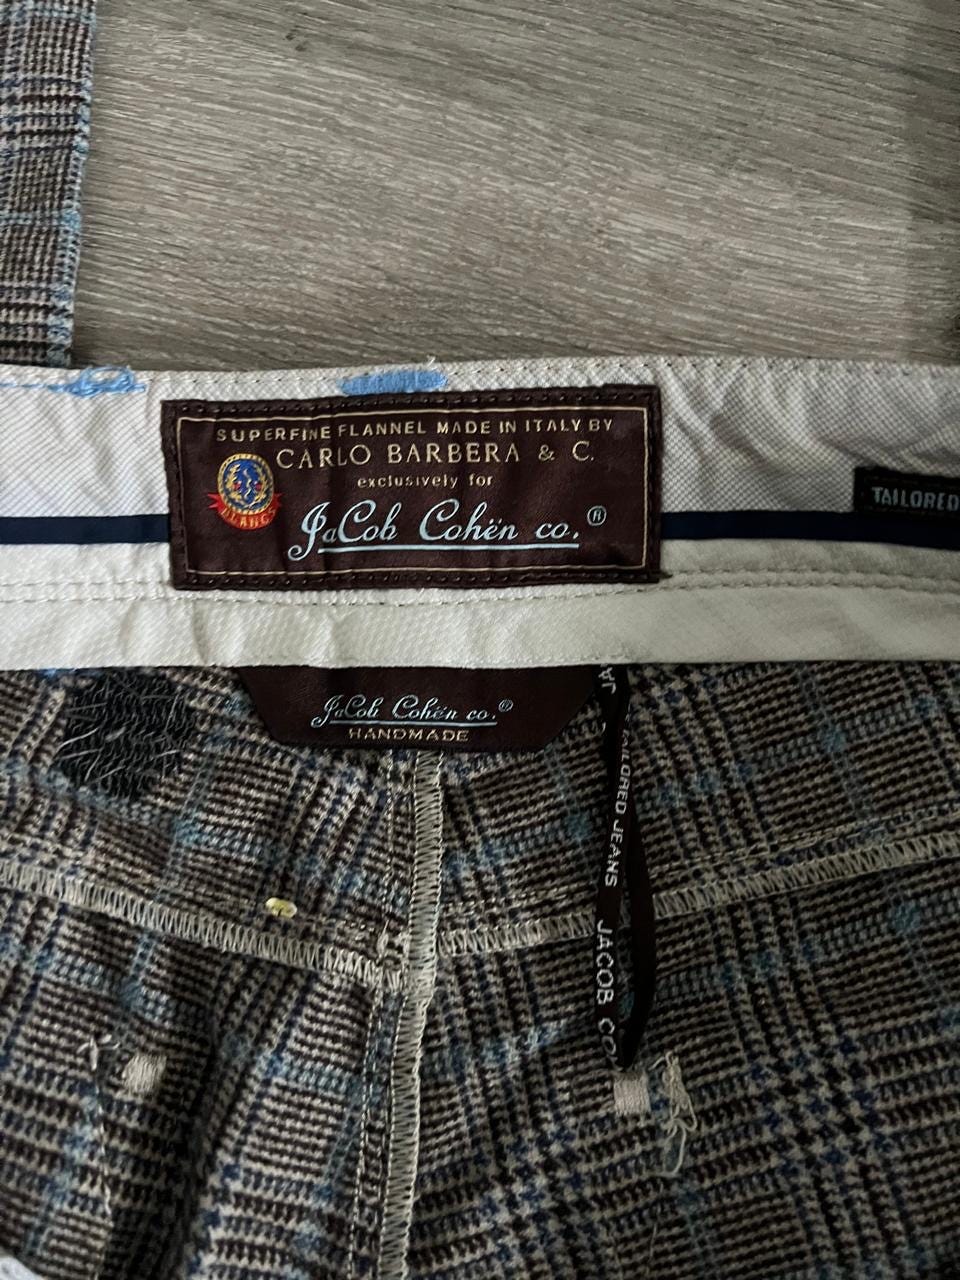 SUPERFINE FLANNEL MADE IN ITALY BY
CARLO BARBERA & C.
exclusively for
JaCob Cohën co.®
TAILORED
JaCob Cohën co.®
HANDMADE
JA
TAILORED JEANS
JACOB CO